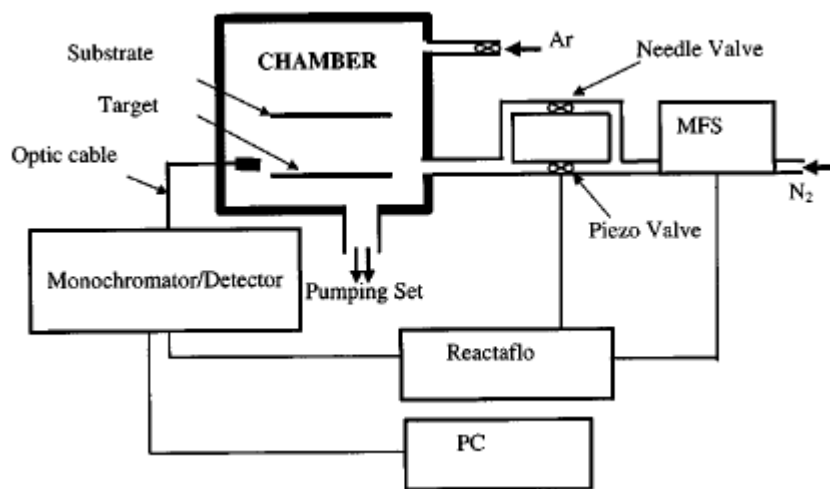 Substrate
CHAMBER
Ar
Needle Valve
Target
MFS
Optic cable
N₂
Piezo Valve
Monochromator/Detector
Pumping Set
Reactaflo
PC